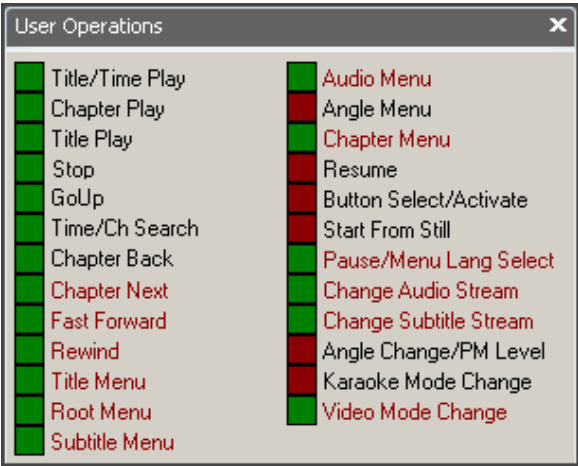 User Operations
Title/Time Play
Chapter Play
Title Play
Stop
GoUp
Time/Ch Search
Chapter Back
Chapter Next
Fast Forward
Rewind
Title Menu
Root Menu
Subtitle Menu
Audio Menu
Angle Menu
Chapter Menu
Resume
Button Select/Activate
Start From Still
Pause/Menu Lang Select
Change Audio Stream
Change Subtitle Stream
Angle Change/PM Level
Karaoke Mode Change
Video Mode Change